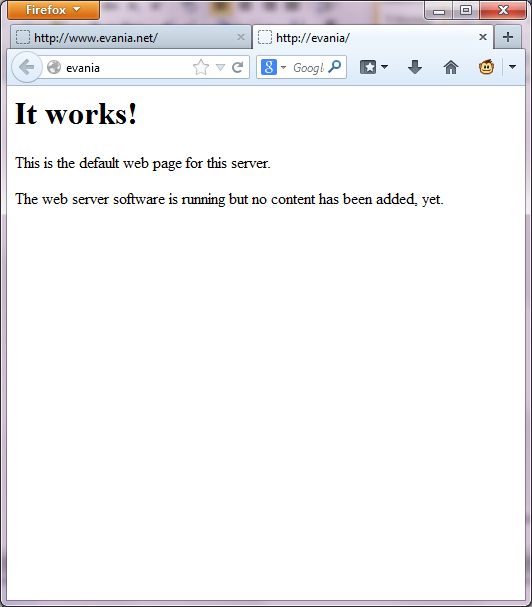 Firefox
http://www.evania.net/
http://evania/
evania
Googl
It works!
This is the default web page for this server.
The web server software is running but no content has been added, yet.